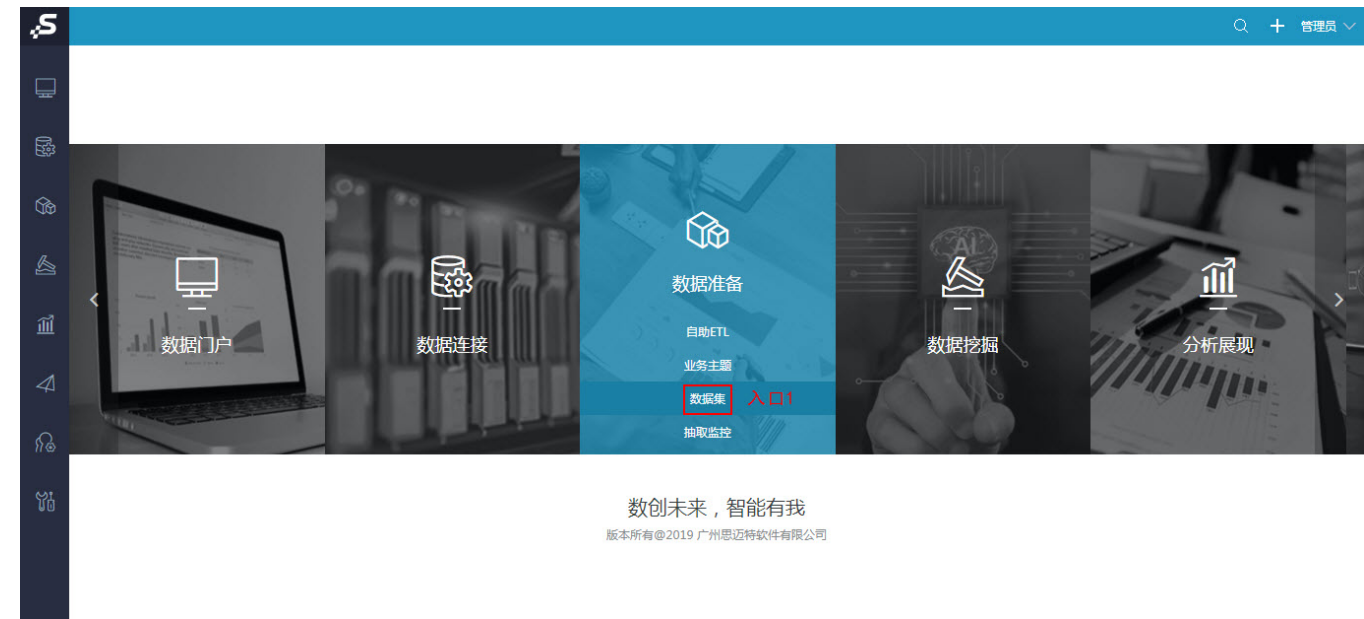 S
管理员
数据准备
自助ETL
业务主题
数据集 入口1
抽取监控
数据门户
数据连接
AI
数据挖掘
分析展现
数创未来，智能有我
版本所有@2019 广州思迈特软件有限公司